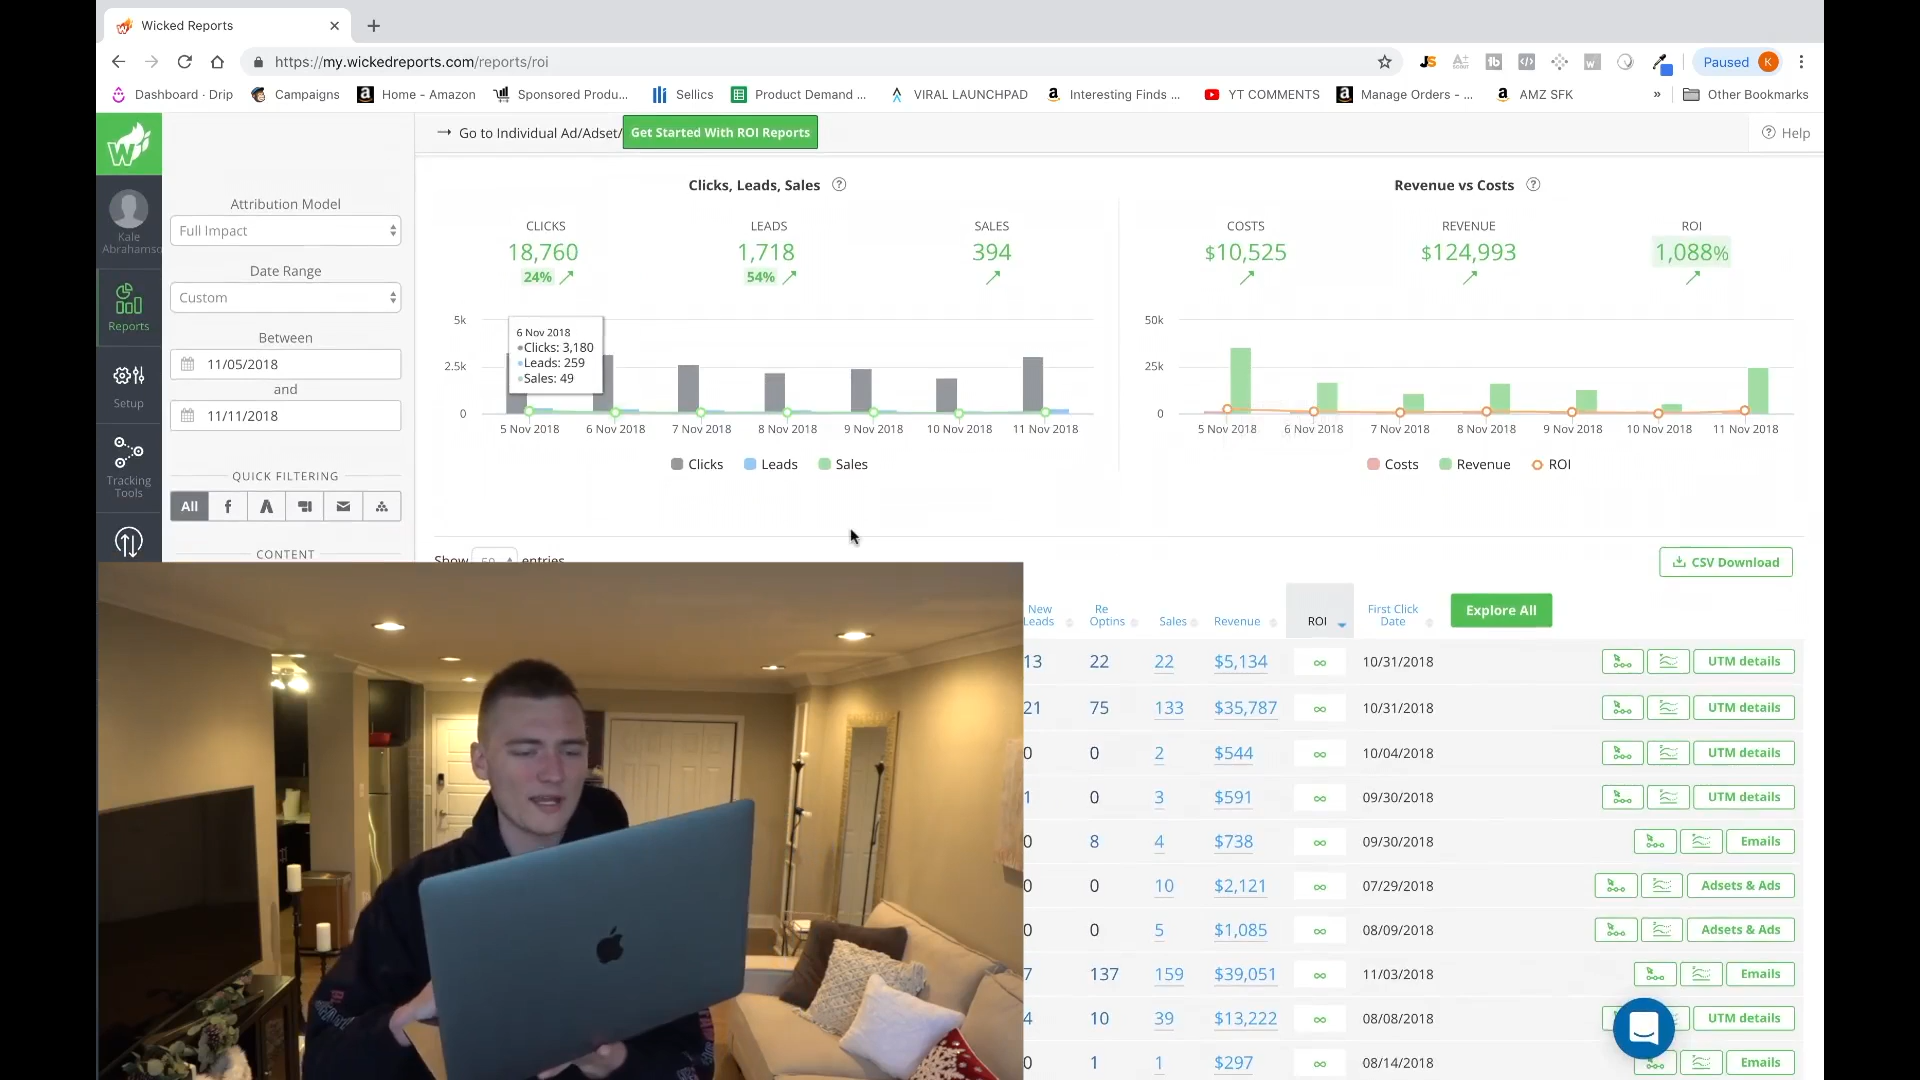 Wicked Reports
https://my.wickedreports.com/reports/roi
Paused K
Dashboard · Drip
Campaigns
Home - Amazon
Sponsored Produ...
Sellics
Product Demand ...
VIRAL LAUNCHPAD
Interesting Finds ...
YT COMMENTS
Manage Orders - ...
AMZ SFK
»
Other Bookmarks
→ Go to Individual Ad/Adset/
Get Started With ROI Reports
Help
Kale
Abrahamso
Reports
Setup
Tracking
Tools
Attribution Model
Full Impact
Date Range
Custom
Between
11/05/2018
and
11/11/2018
QUICK FILTERING
All
CONTENT
Clicks, Leads, Sales
CLICKS LEADS SALES
18,760 1,718 394
24% 54%
5k
2.5k
0
6 Nov 2018
Clicks: 3,180
Leads: 259
Sales: 49
5 Nov 2018 6 Nov 2018 7 Nov 2018 8 Nov 2018 9 Nov 2018 10 Nov 2018 11 Nov 2018
Clicks Leads Sales
Revenue vs Costs
COSTS REVENUE ROI
$10,525 $124,993 1,088%
50k
25k
0
5 Nov 2018 6 Nov 2018 7 Nov 2018 8 Nov 2018 9 Nov 2018 10 Nov 2018 11 Nov 2018
Costs Revenue ROI
Show 50 entries
CSV Download
New Leads Re Optins Sales Revenue ROI First Click Date Explore All
13 22 22 $5,134 ∞ 10/31/2018 UTM details
21 75 133 $35,787 ∞ 10/31/2018 UTM details
0 0 2 $544 ∞ 10/04/2018 UTM details
1 0 3 $591 ∞ 09/30/2018 UTM details
0 8 4 $738 ∞ 09/30/2018 Emails
0 0 10 $2,121 ∞ 07/29/2018 Adsets & Ads
0 0 5 $1,085 ∞ 08/09/2018 Adsets & Ads
7 137 159 $39,051 ∞ 11/03/2018 Emails
4 10 39 $13,222 ∞ 08/08/2018 UTM details
0 1 1 $297 ∞ 08/14/2018 Emails